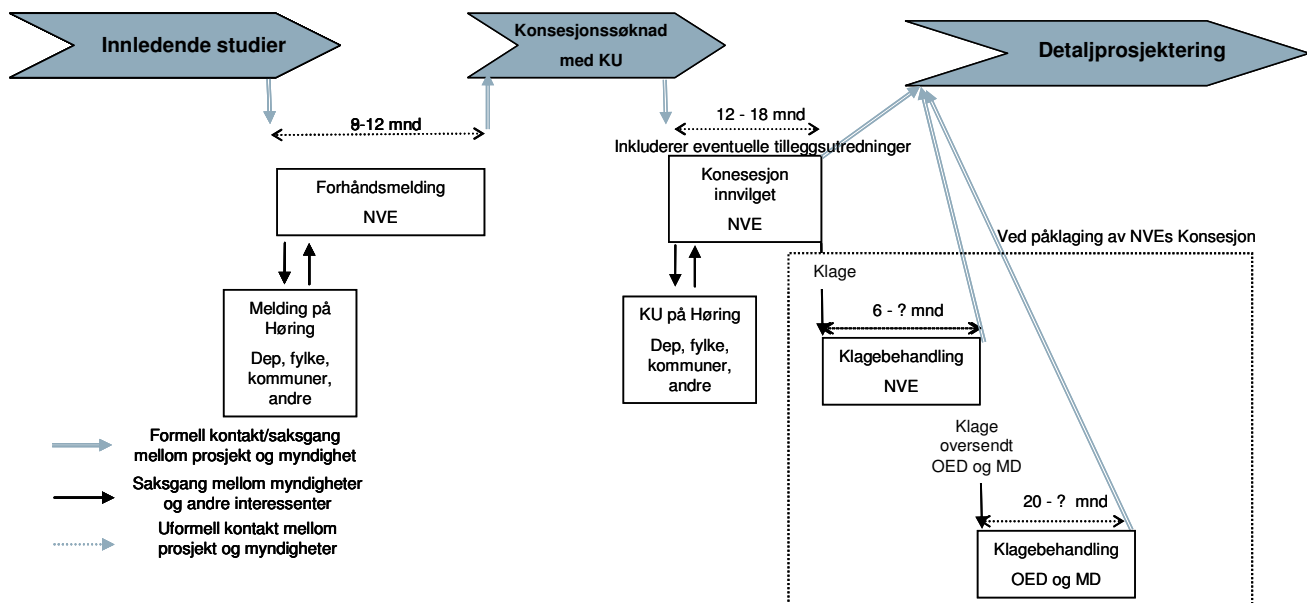 Innledende studier
Konsesjonssøknad
med KU
Detaljprosjektering
8-12 mnd
12 - 18 mnd
Inkluderer eventuelle tilleggsutredninger
Forhåndsmelding
NVE
Konesesjon
innvilget
NVE
Ved påklaging av NVEs Konsesjon
Melding på
Høring
Dep, fylke,
kommuner,
andre
KU på Høring
Dep, fylke,
kommuner,
andre
Klage
6 - ? mnd
Klagebehandling
NVE
Klage
oversendt
OED og MD
20 - ? mnd
Klagebehandling
OED og MD
Formell kontakt/saksgang
mellom prosjekt og myndighet
Saksgang mellom myndigheter
og andre interessenter
Uformell kontakt mellom
prosjekt og myndigheter